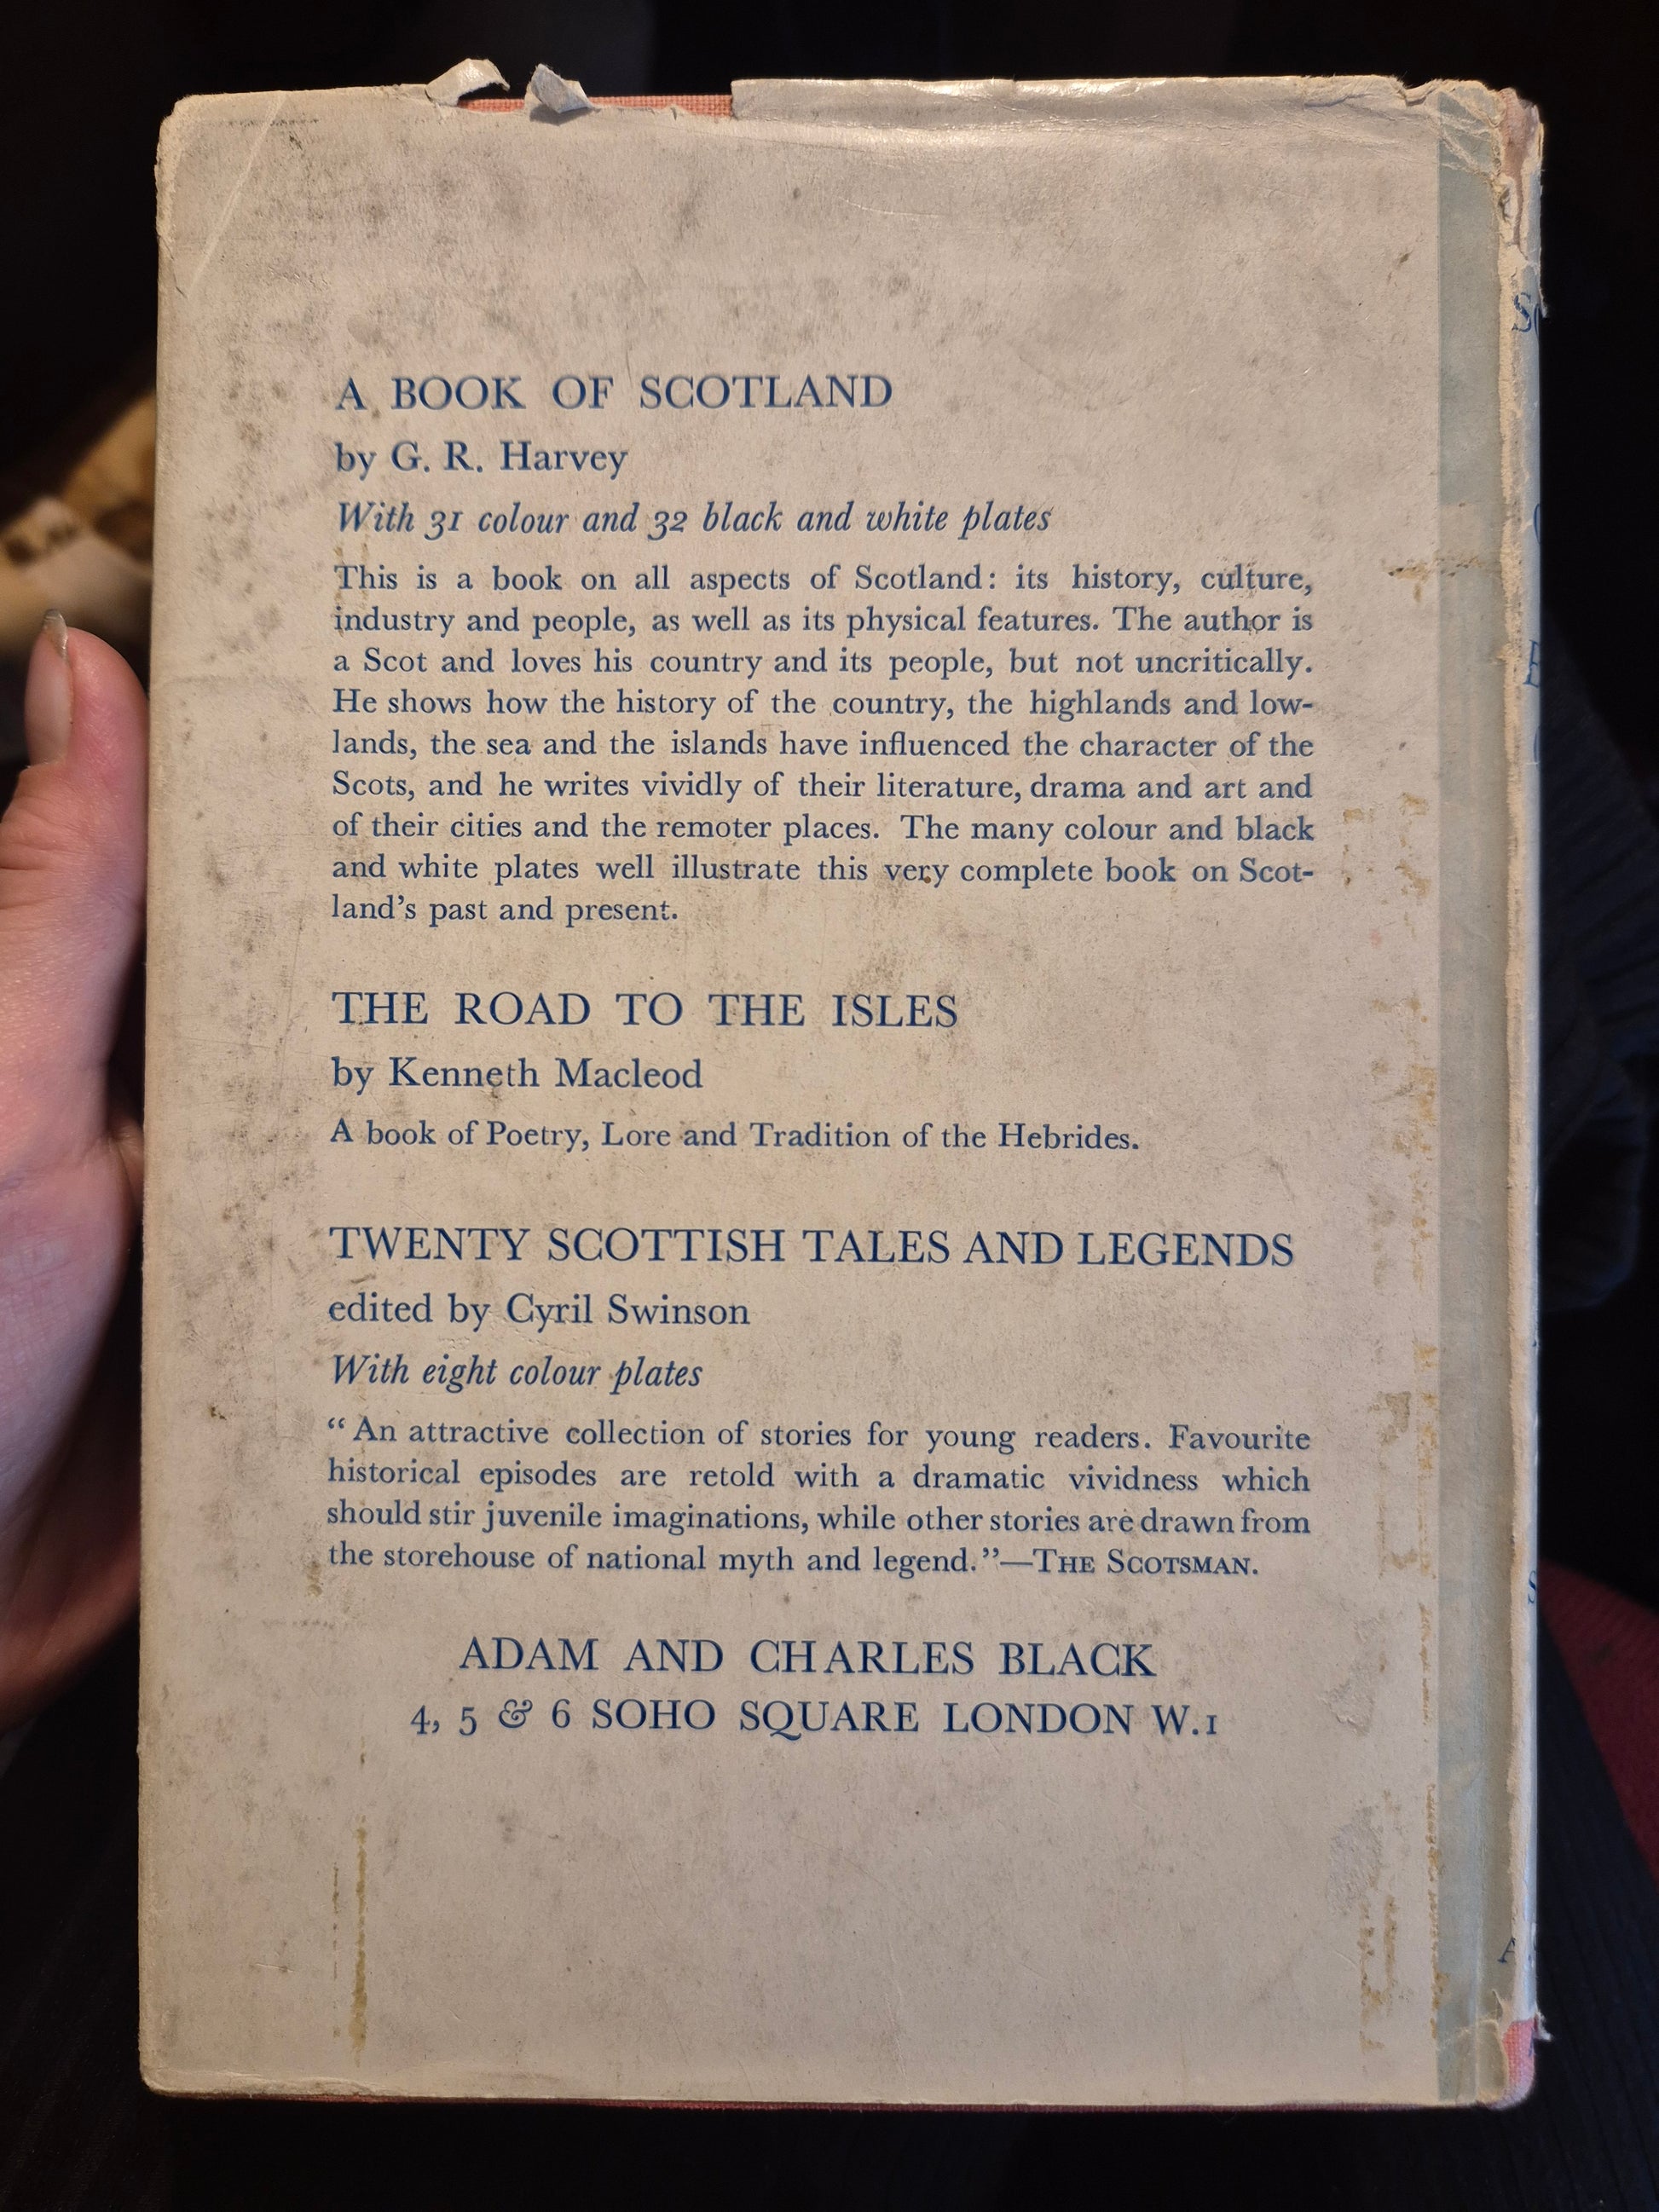 A BOOK OF SCOTLAND
by G. R. Harvey
With 31 colour and 32 black and white plates
This is a book on all aspects of Scotland: its history, culture,
industry and people, as well as its physical features. The author is
a Scot and loves his country and its people, but not uncritically.
He shows how the history of the country, the highlands and low-
lands, the sea and the islands have influenced the character of the
Scots, and he writes vividly of their literature, drama and art and
of their cities and the remoter places. The many colour and black
and white plates well illustrate this very complete book on Scot-
land's past and present.
THE ROAD TO THE ISLES
by Kenneth Macleod
A book of Poetry, Lore and Tradition of the Hebrides.
TWENTY SCOTTISH TALES AND LEGENDS
edited by Cyril Swinson
With eight colour plates
“An attractive collection of stories for young readers. Favourite
historical episodes are retold with a dramatic vividness which
should stir juvenile imaginations, while other stories are drawn from
the storehouse of national myth and legend.”—THE SCOTSMAN.
ADAM AND CHARLES BLACK
4, 5 & 6 SOHO SQUARE LONDON W.1